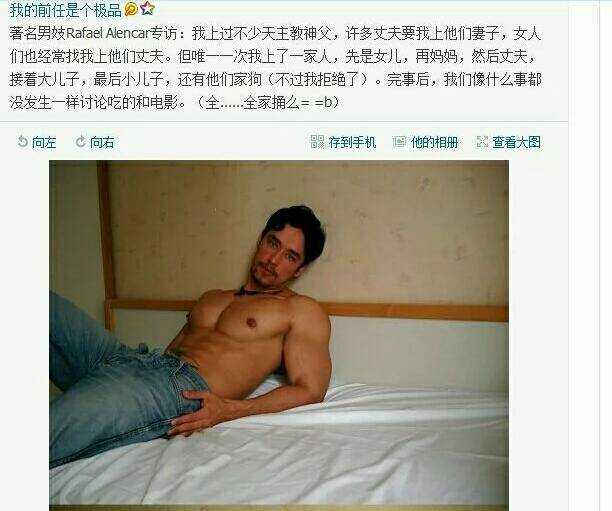 我的前任是个极品
著名男妓Rafael Alencar专访：我上过不少天主教神父，许多丈夫要我上他们妻子，女人
们也经常找我上他们丈夫。但唯一一次我上了一家人，先是女儿，再妈妈，然后丈夫，
接着大儿子，最后小儿子，还有他们家狗（不过我拒绝了）。完事后，我们像什么事都
没发生一样讨论吃的和电影。（全......全家捅么= =b）
向左 向右 存到手机 他的相册 查看大图